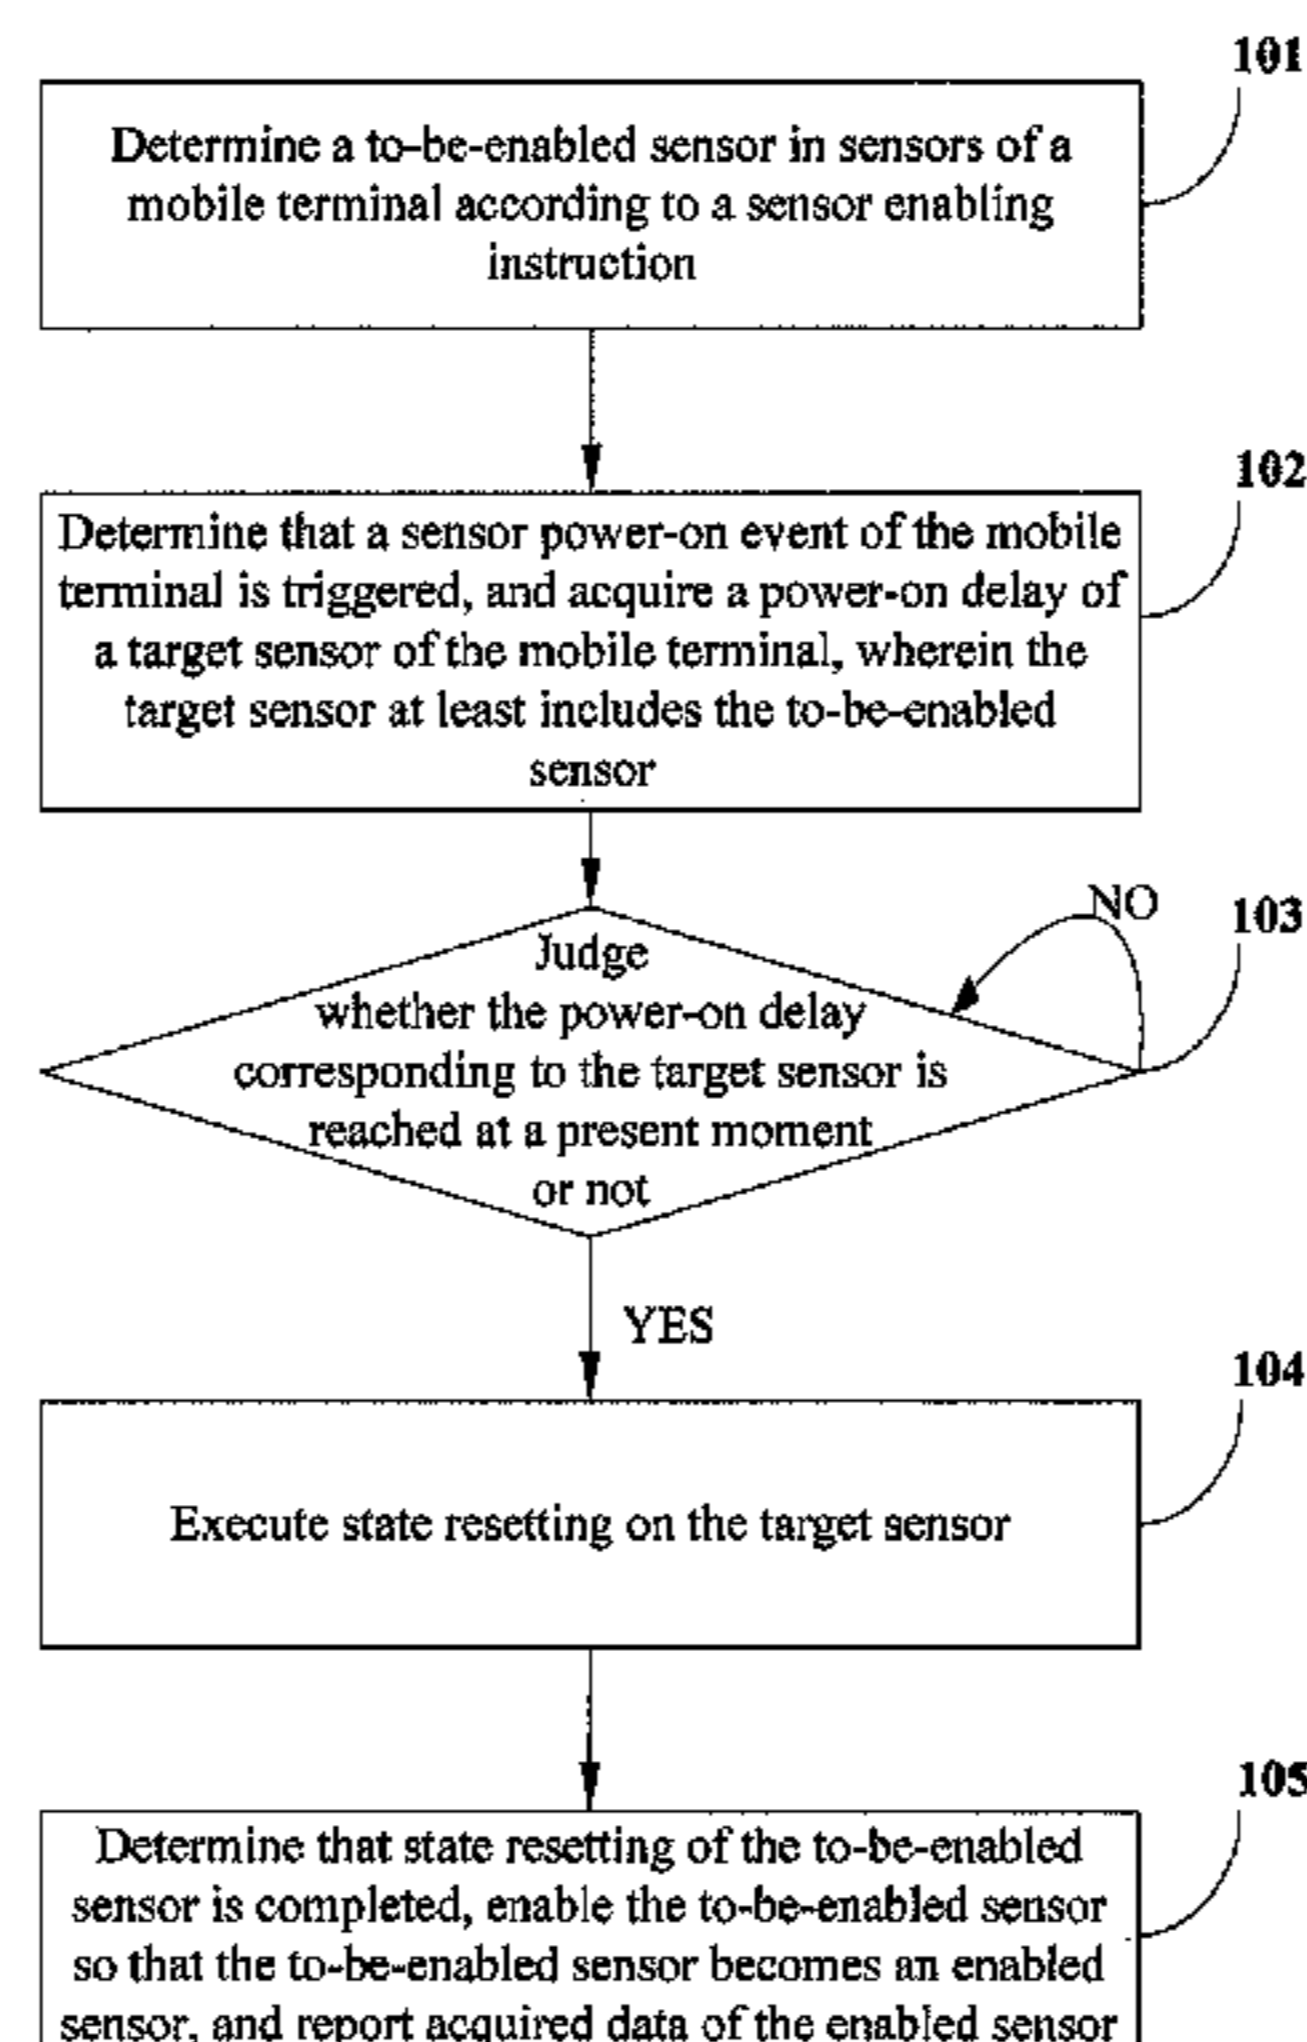 101
Determine a to-be-enabled sensor in sensors of a
mobile terminal according to a sensor enabling
instruction
102
Determine that a sensor power-on event of the mobile
terminal is triggered, and acquire a power-on delay of
a target sensor of the mobile terminal, wherein the
target sensor at least includes the to-be-enabled
sensor
NO
103
Judge
whether the power-on delay
corresponding to the target sensor is
reached at a present moment
or not
YES
104
Execute state resetting on the target sensor
105
Determine that state resetting of the to-be-enabled
sensor is completed, enable the to-be-enabled sensor
so that the to-be-enabled sensor becomes an enabled
sensor, and report acquired data of the enabled sensor